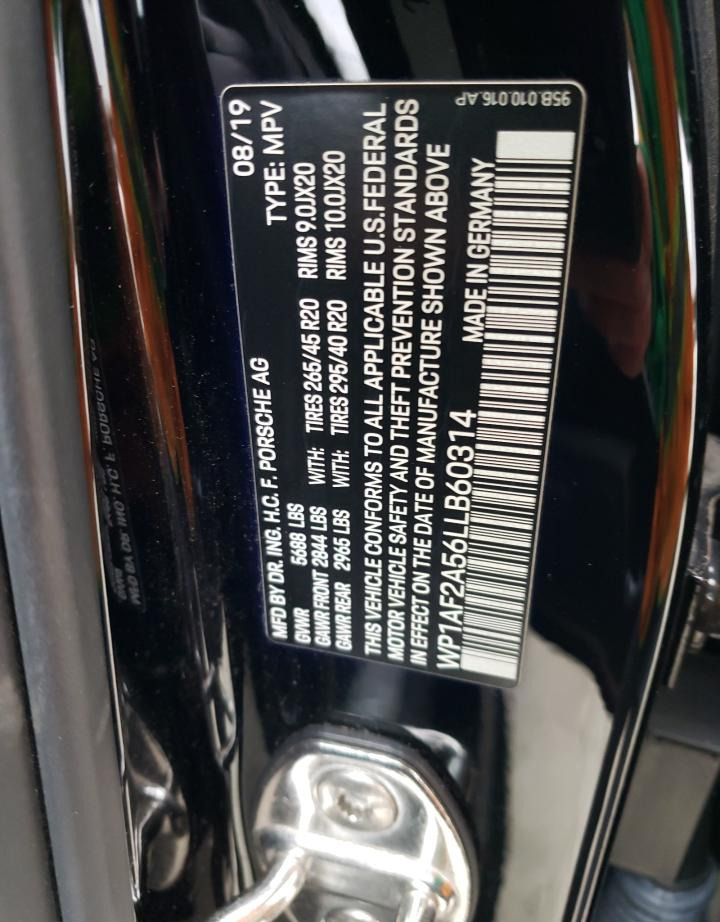 MFD BY DR. ING. H.C. F. PORSCHE AG 08/19
GVWR 5688 LBS TYPE: MPV
GAWR FRONT 2844 LBS WITH: TIRES 265/45 R20 RIMS 9.0JX20
GAWR REAR 2965 LBS WITH: TIRES 295/40 R20 RIMS 10.0JX20
THIS VEHICLE CONFORMS TO ALL APPLICABLE U.S. FEDERAL
MOTOR VEHICLE SAFETY AND THEFT PREVENTION STANDARDS
IN EFFECT ON THE DATE OF MANUFACTURE SHOWN ABOVE
WP1AF2A56LLB60314 MADE IN GERMANY
95B.010.016.AP